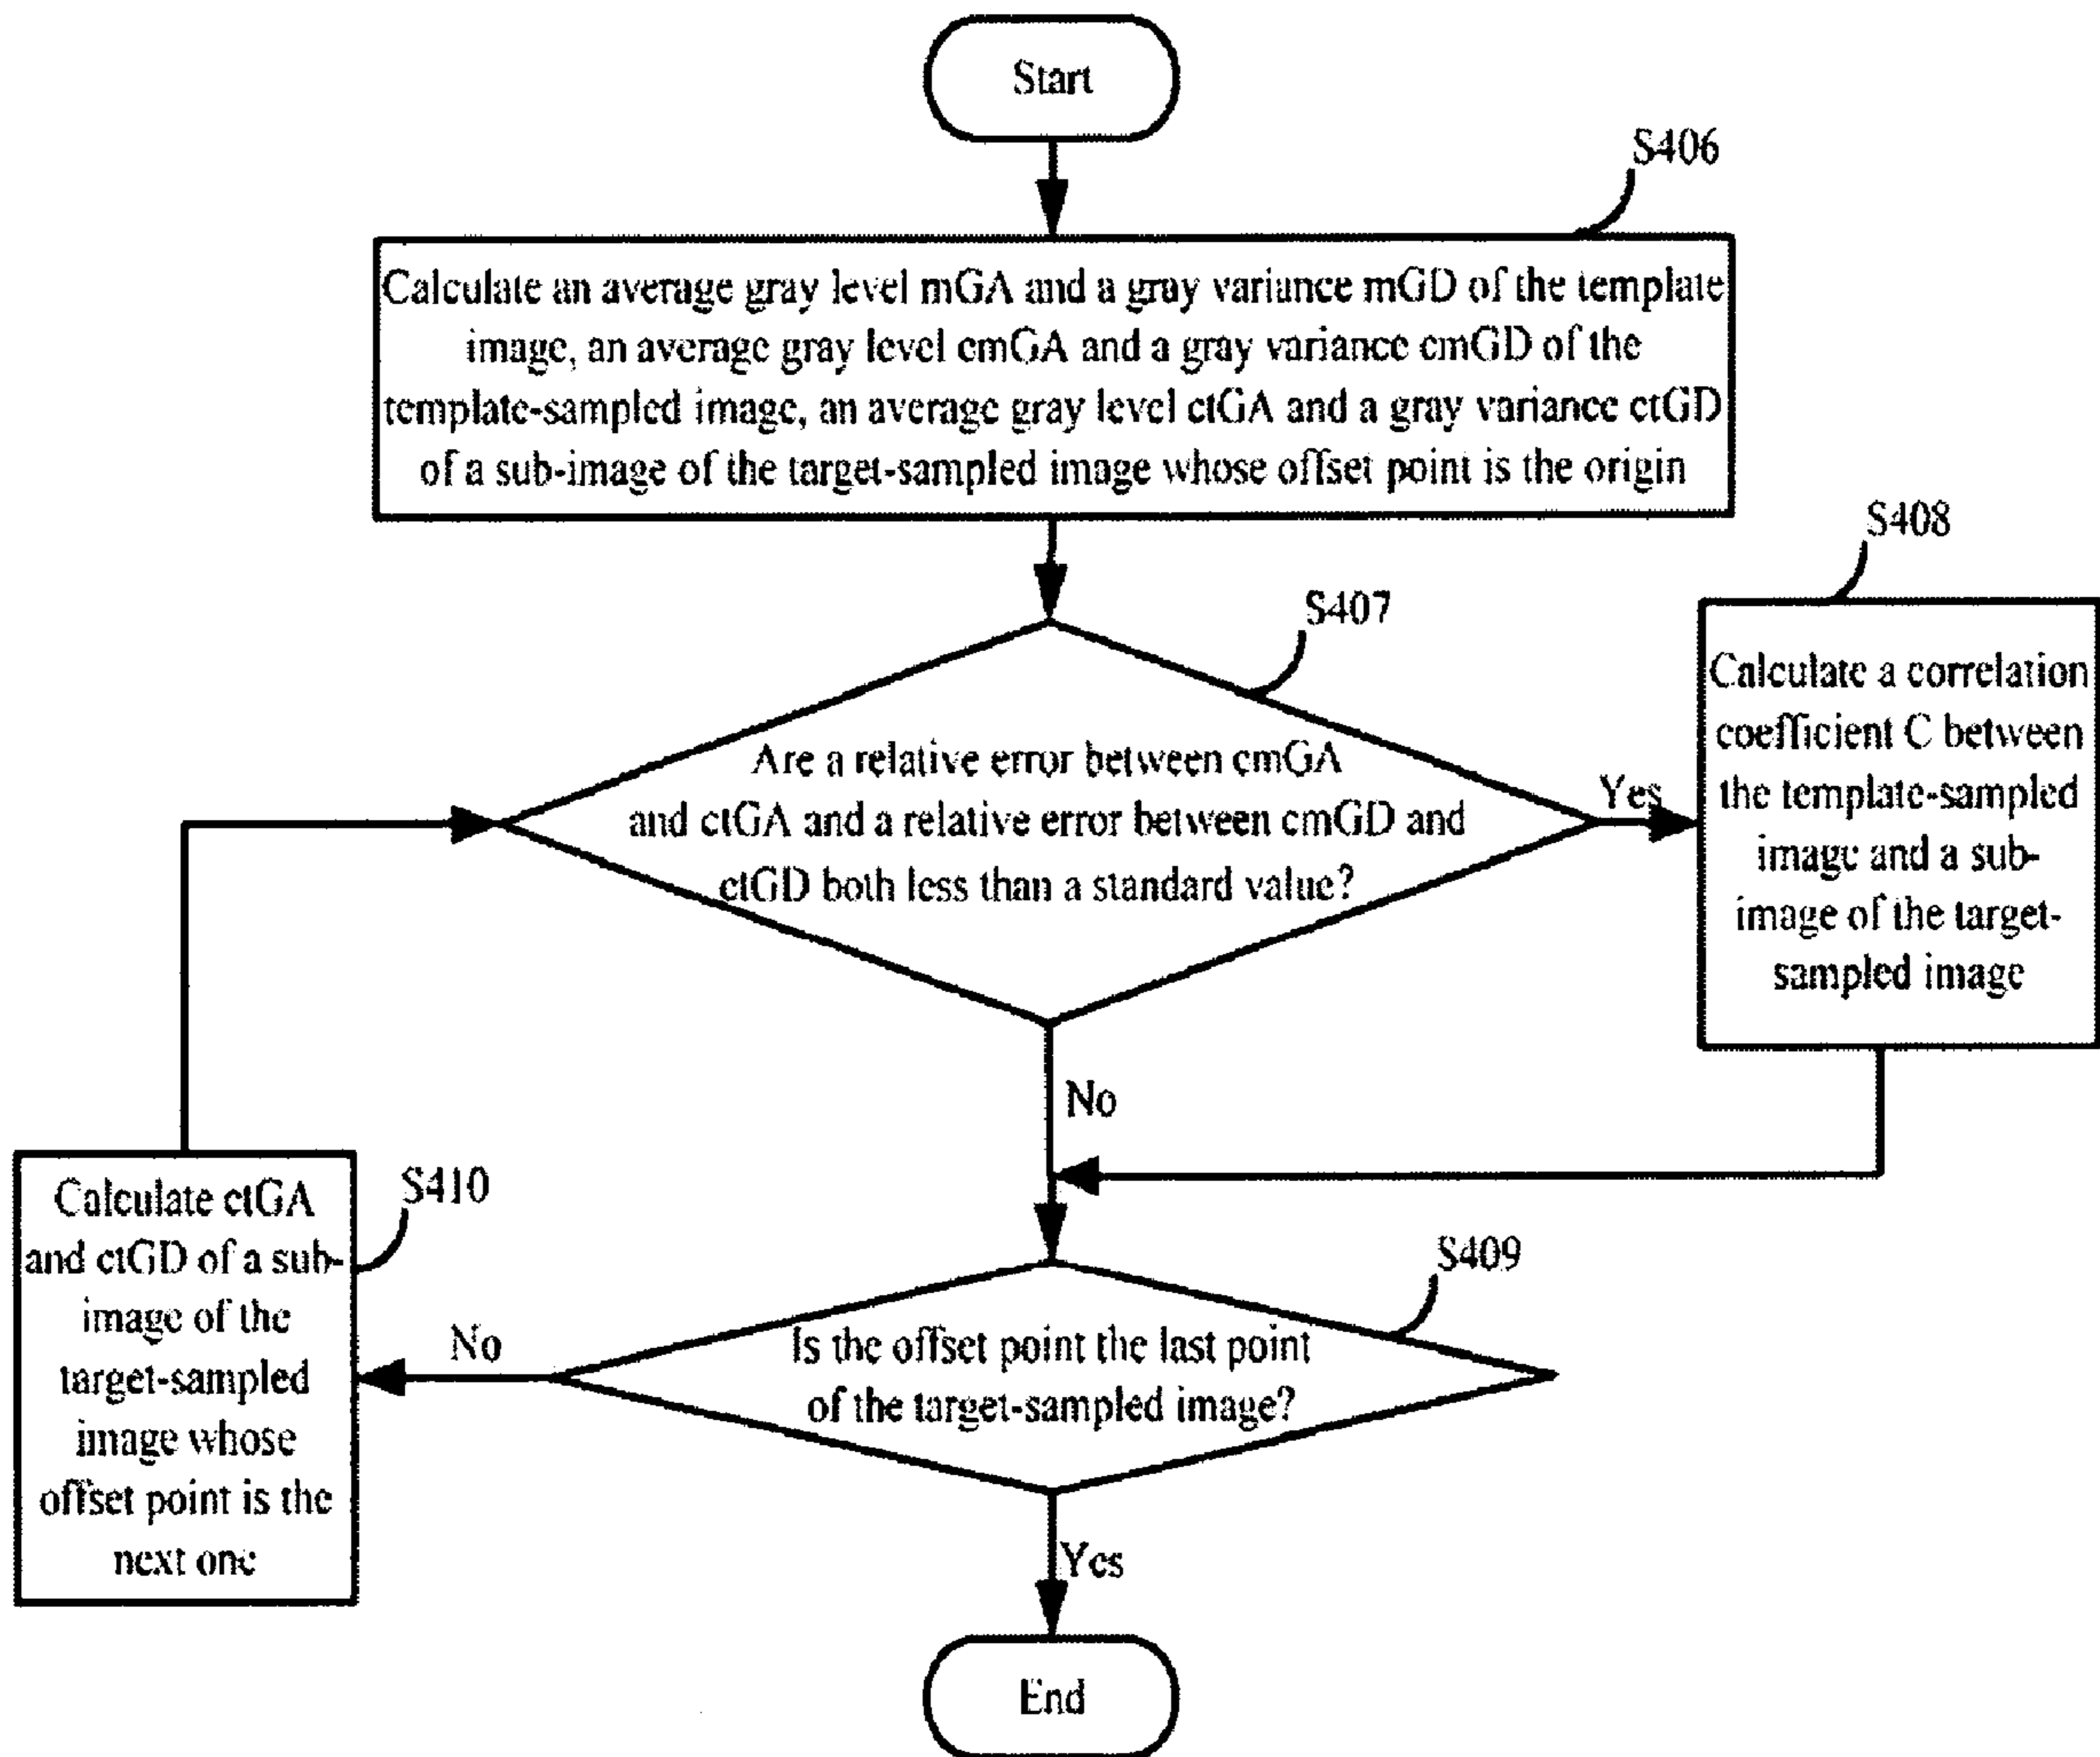 Start
S406
Calculate an average gray level mGA and a gray variance mGD of the template
image, an average gray level cmGA and a gray variance cmGD of the
template-sampled image, an average gray level ctGA and a gray variance ctGD
of a sub-image of the target-sampled image whose offset point is the origin
S407
Are a relative error between cmGA
and ctGA and a relative error between cmGD and
ctGD both less than a standard value?
Yes
S408
Calculate a correlation
coefficient C between
the template-sampled
image and a sub-
image of the target-
sampled image
No
S409
Is the offset point the last point
of the target-sampled image?
No
S410
Calculate ctGA
and ctGD of a sub-
image of the
target-sampled
image whose
offset point is the
next one
Yes
End